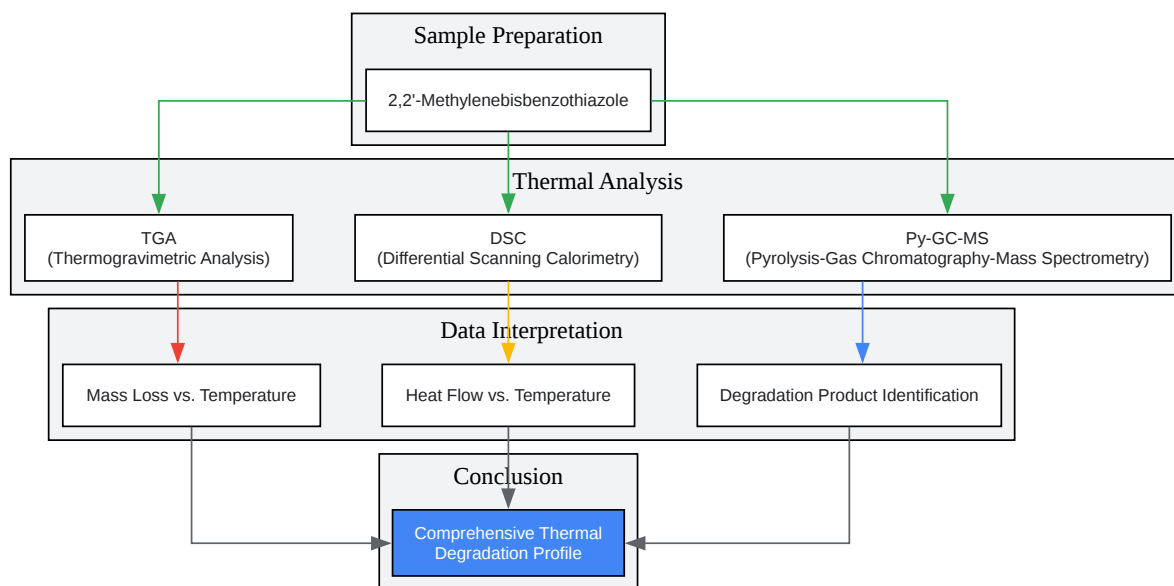 Sample Preparation
2,2'-Methylenebisbenzothiazole
Thermal Analysis
TGA
(Thermogravimetric Analysis)
DSC
(Differential Scanning Calorimetry)
Py-GC-MS
(Pyrolysis-Gas Chromatography-Mass Spectrometry)
Data Interpretation
Mass Loss vs. Temperature
Heat Flow vs. Temperature
Degradation Product Identification
Conclusion
Comprehensive Thermal
Degradation Profile